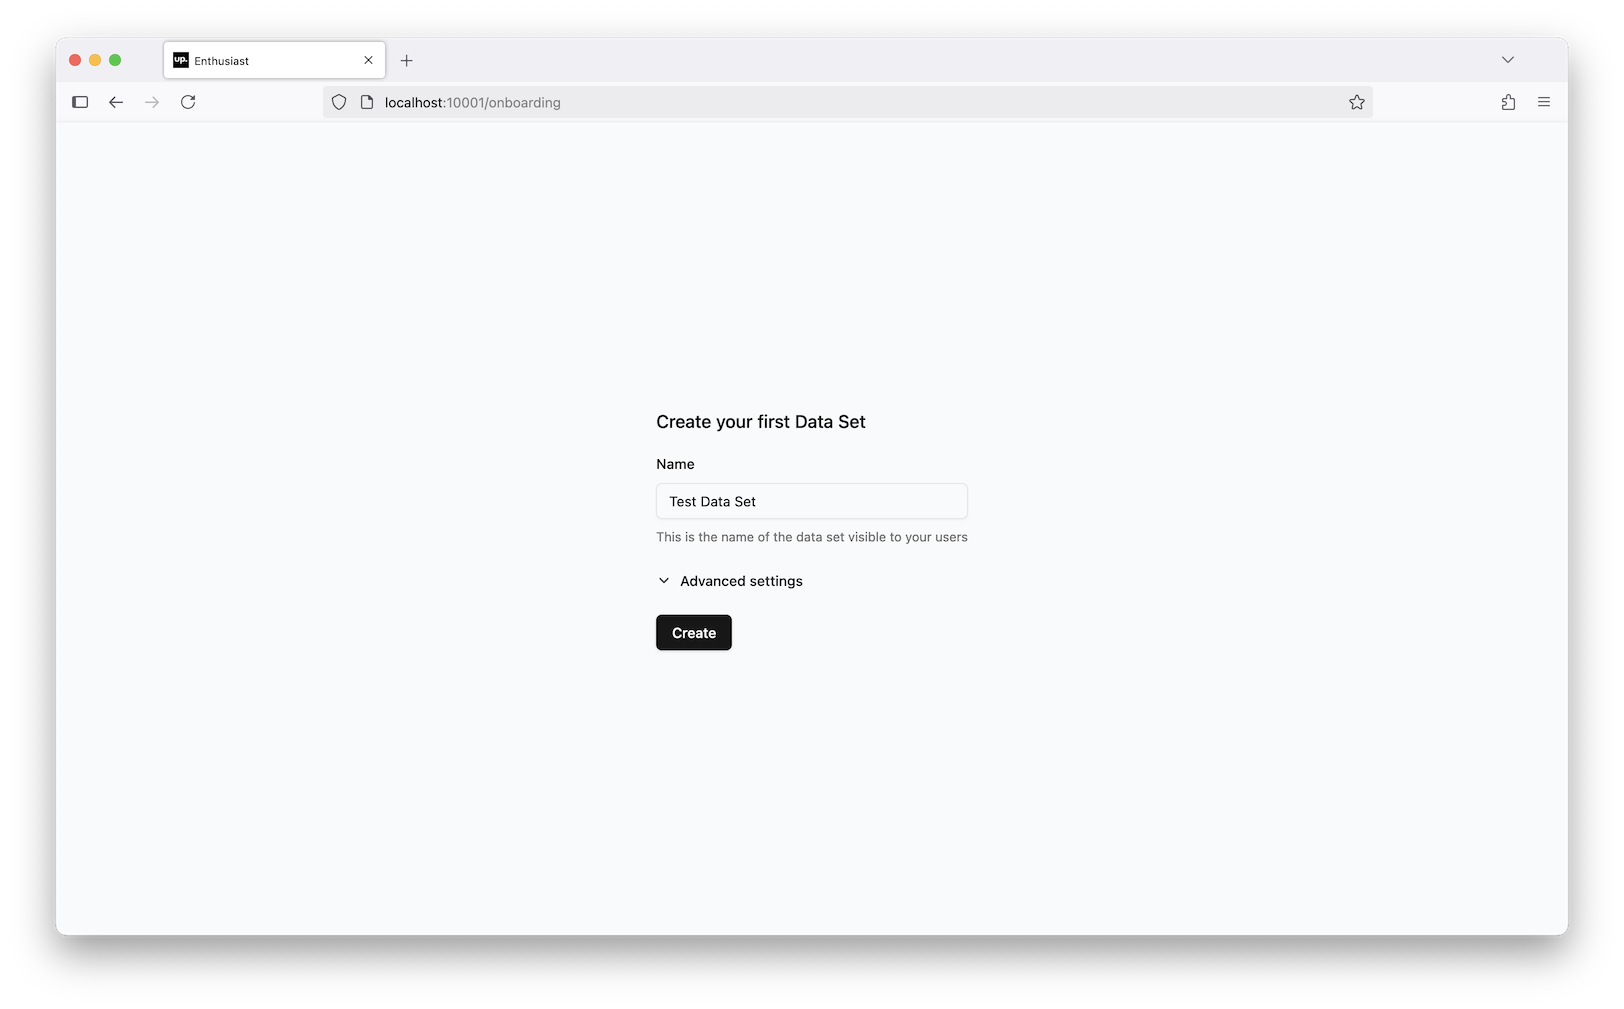 up. Enthusiast
localhost:10001/onboarding
Create your first Data Set
Name
Test Data Set
This is the name of the data set visible to your users
Advanced settings
Create